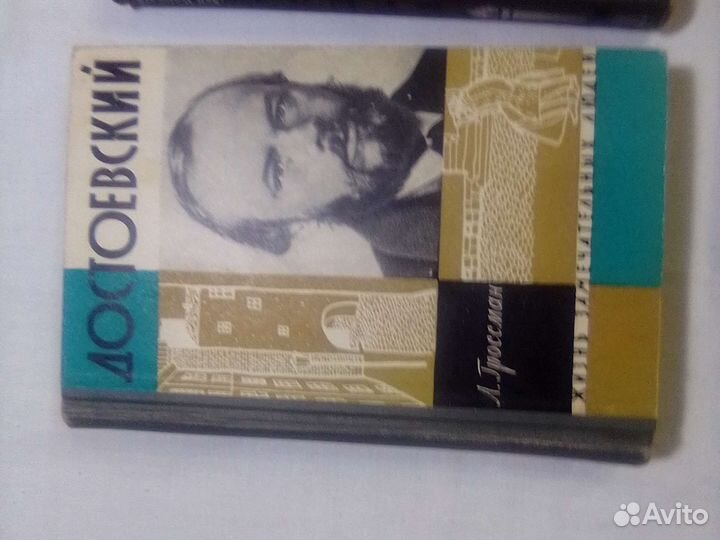 ДОСТОЕВСКИЙ
Л. Гроссман
ЖИЗНЬ ЗАМЕЧАТЕЛЬНЫХ ЛЮДЕЙ
Avito